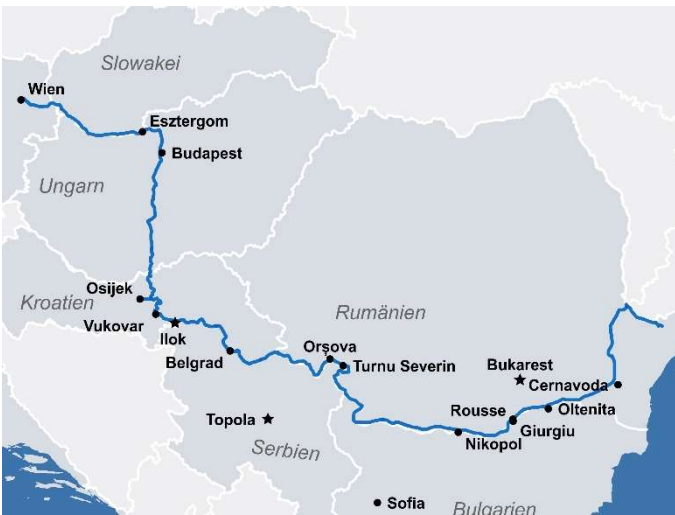 Slowakei
Wien
Esztergom
Budapest
Ungarn
Osijek
Kroatien
Rumänien
Vukovar
Ilok
Orşova
Belgrad
Turnu Severin
Bukarest
Cernavoda
Topola
Rousse
Oltenita
Giurgiu
Serbien
Nikopol
Sofia
Bulgarien